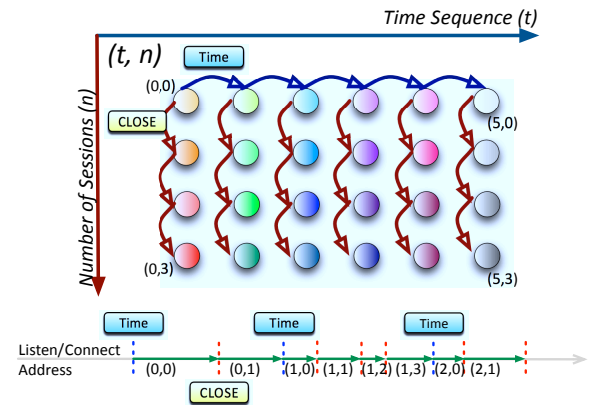 Time Sequence (t)
(t, n)
Time
(0,0)
CLOSE
(5,0)
Number of Sessions (n)
(0,3)
(5,3)
Time
Time
Time
Listen/Connect
Address
(0,0)
(0,1)
(1,0)
(1,1)
(1,2)
(1,3)
(2,0)
(2,1)
CLOSE